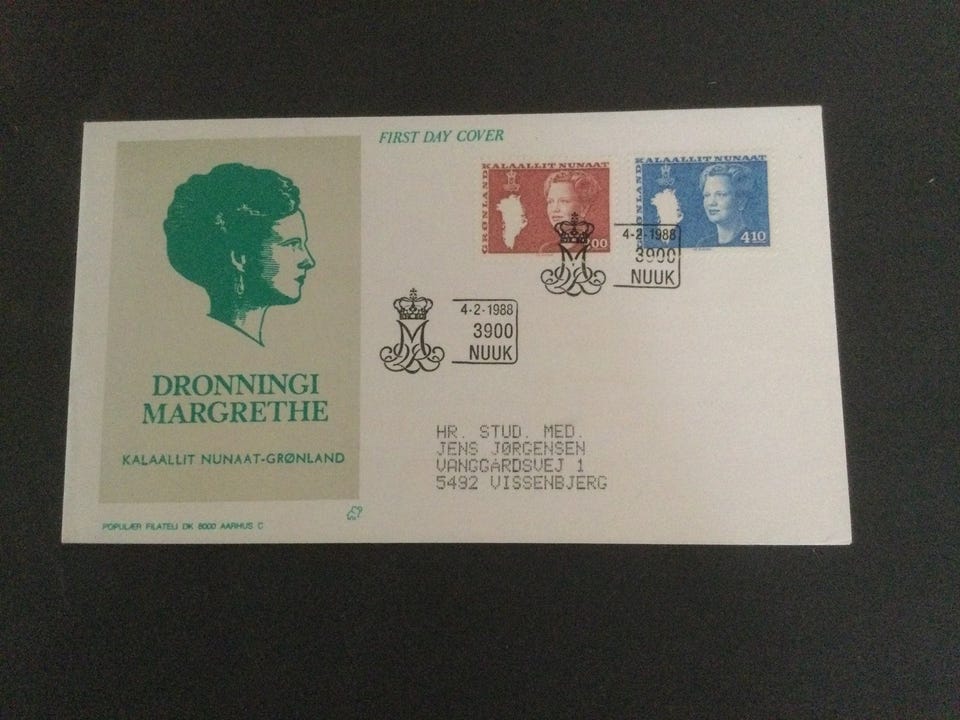 FIRST DAY COVER
KALAALLIT NUNAAT
GRØNLAND
00
KALAALLIT NUNAAT
GRØNLAND
4.10
4-2-1988
3900
NUUK
4-2-1988
3900
NUUK
DRONNINGI
MARGRETHE
KALAALLIT NUNAAT-GRØNLAND
HR. STUD. MED.
JENS JØRGENSEN
VANGGARDSVEJ 1
5492 VISSENBJERG
POPULÆR FILATELI DK 8000 AARHUS C